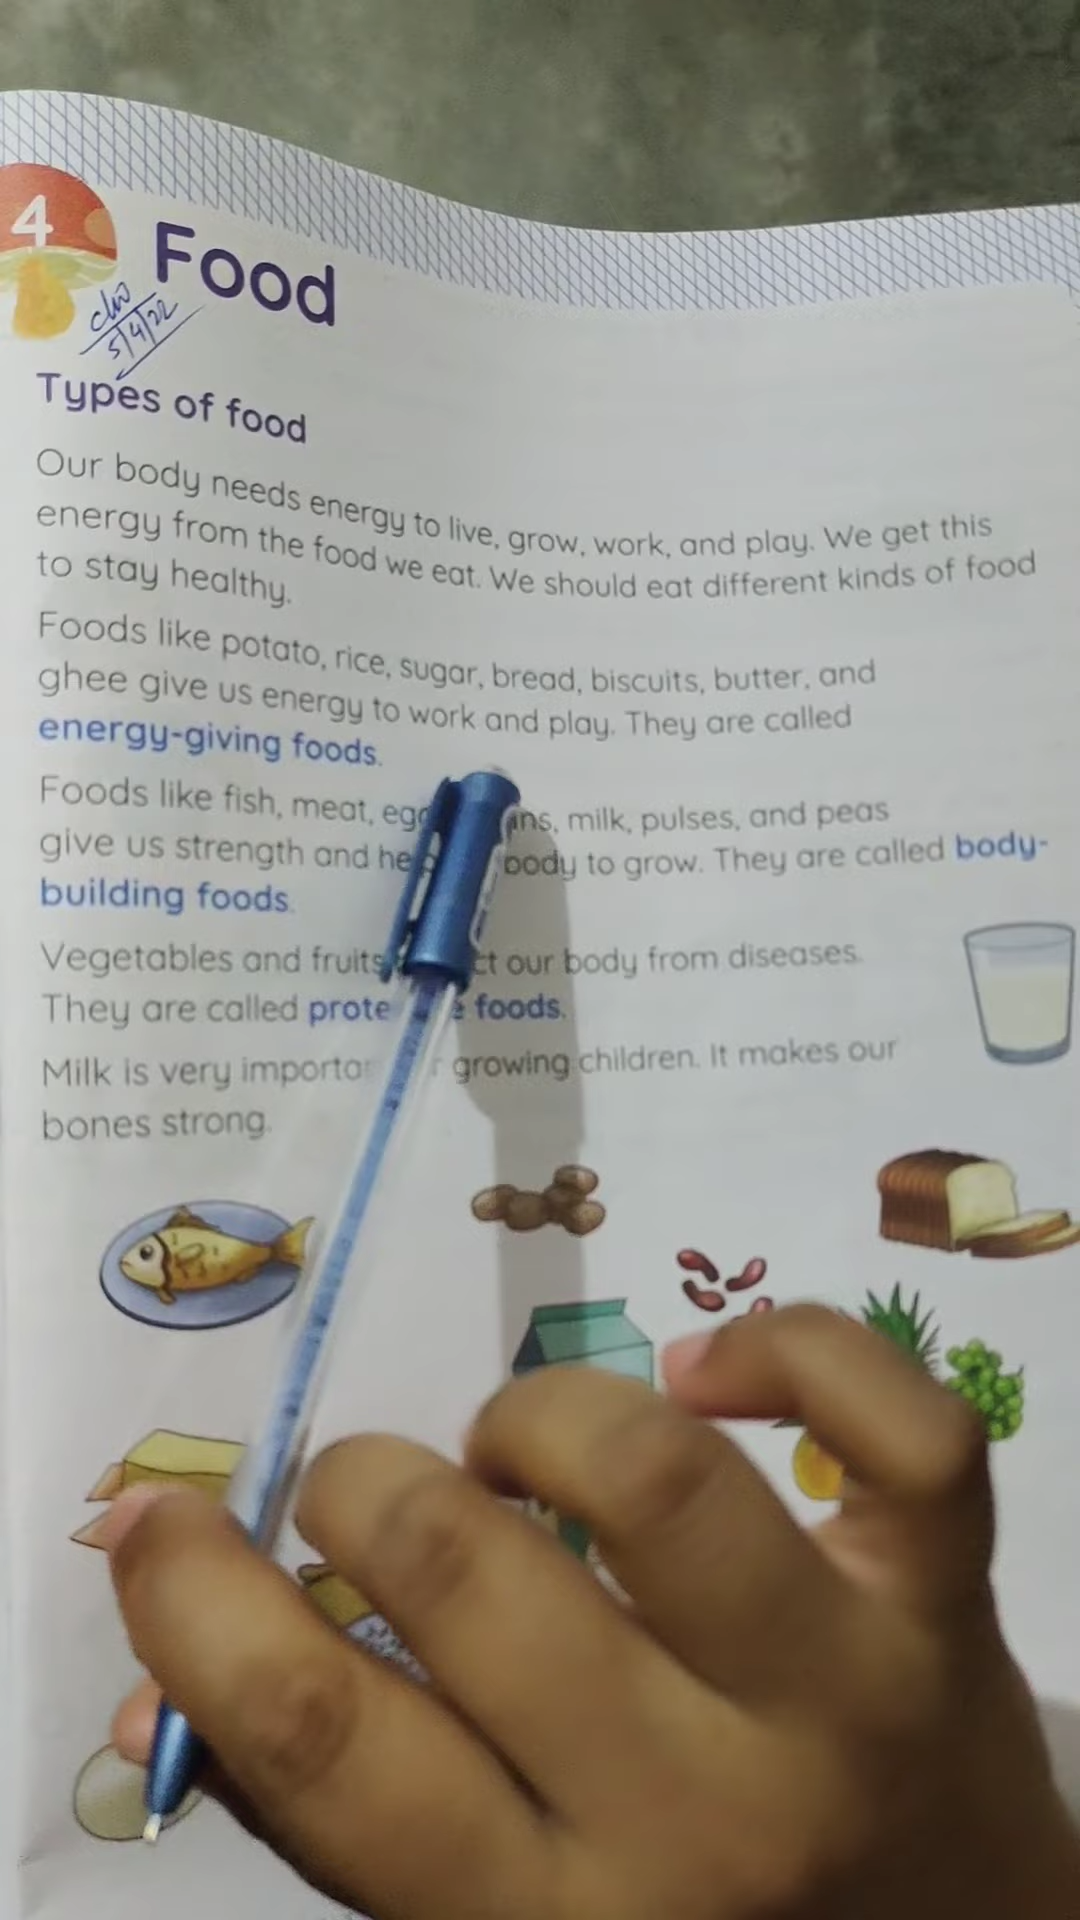 4
Food
5/4/22
Types of food
Our body needs energy to live, grow, work, and play. We get this
energy from the food we eat. We should eat different kinds of food
to stay healthy.
Foods like potato, rice, sugar, bread, biscuits, butter, and
ghee give us energy to work and play. They are called
energy-giving foods.
Foods like fish, meat, milk, pulses, and peas
give us strength and body to grow. They are called body-
building foods.
Vegetables and fruits our body from diseases.
They are called foods.
Milk is very growing children. It makes our
bones strong.